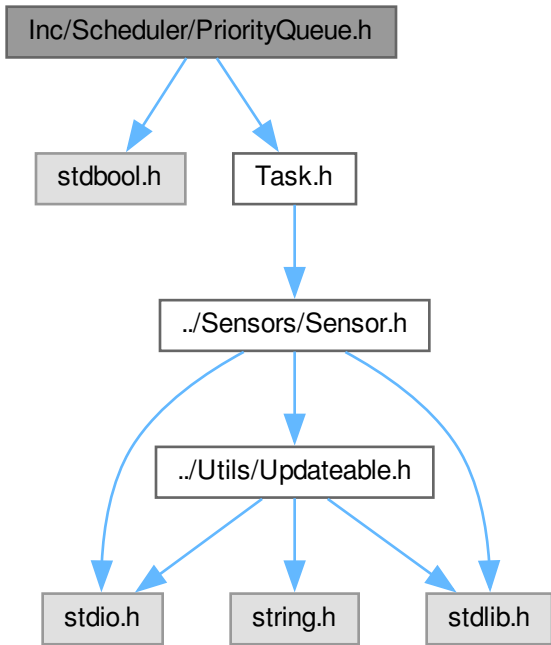 Inc/Scheduler/PriorityQueue.h
stdbool.h
Task.h
../Sensors/Sensor.h
../Utils/Updateable.h
stdio.h
string.h
stdlib.h